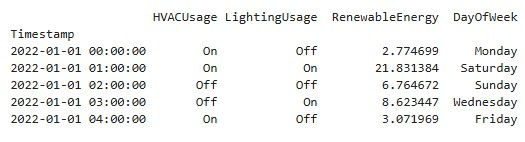 HVACUsage LightingUsage RenewableEnergy DayOfWeek
Timestamp
2022-01-01 00:00:00 On Off 2.774699 Monday
2022-01-01 01:00:00 On On 21.831384 Saturday
2022-01-01 02:00:00 Off Off 6.764672 Sunday
2022-01-01 03:00:00 Off On 8.623447 Wednesday
2022-01-01 04:00:00 On Off 3.071969 Friday